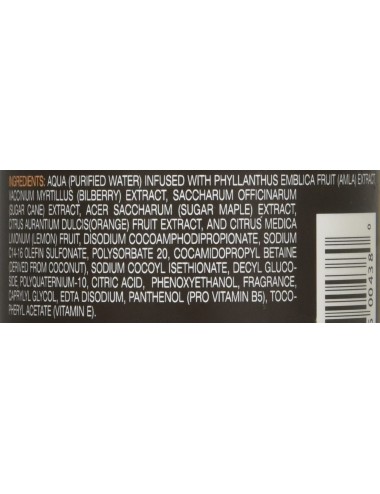 INGREDIENTS: AQUA (PURIFIED WATER) INFUSED WITH PHYLLANTHUS EMBLICA FRUIT (AMLA) EXTRACT
VACCINIUM MYRTILLUS (BILBERRY) EXTRACT, SACCHARUM OFFICINARUM
(SUGAR CANE) EXTRACT, ACER SACCHARUM (SUGAR MAPLE) EXTRACT,
CITRUS AURANTIUM DULCIS(ORANGE) FRUIT EXTRACT, AND CITRUS MEDICA
LIMONUM (LEMON) FRUIT, DISODIUM COCOAMPHODIPROPIONATE, SODIUM
C14-16 OLEFIN SULFONATE, POLYSORBATE 20, COCAMIDOPROPYL BETAINE
(DERIVED FROM COCONUT), SODIUM COCOYL ISETHIONATE, DECYL GLUCO-
SIDE, POLYQUATERNIUM-10, CITRIC ACID, PHENOXYETHANOL, FRAGRANCE,
CAPRYLYL GLYCOL, EDTA DISODIUM, PANTHENOL (PRO VITAMIN B5), TOCO-
PHERYL ACETATE (VITAMIN E).
00438 0